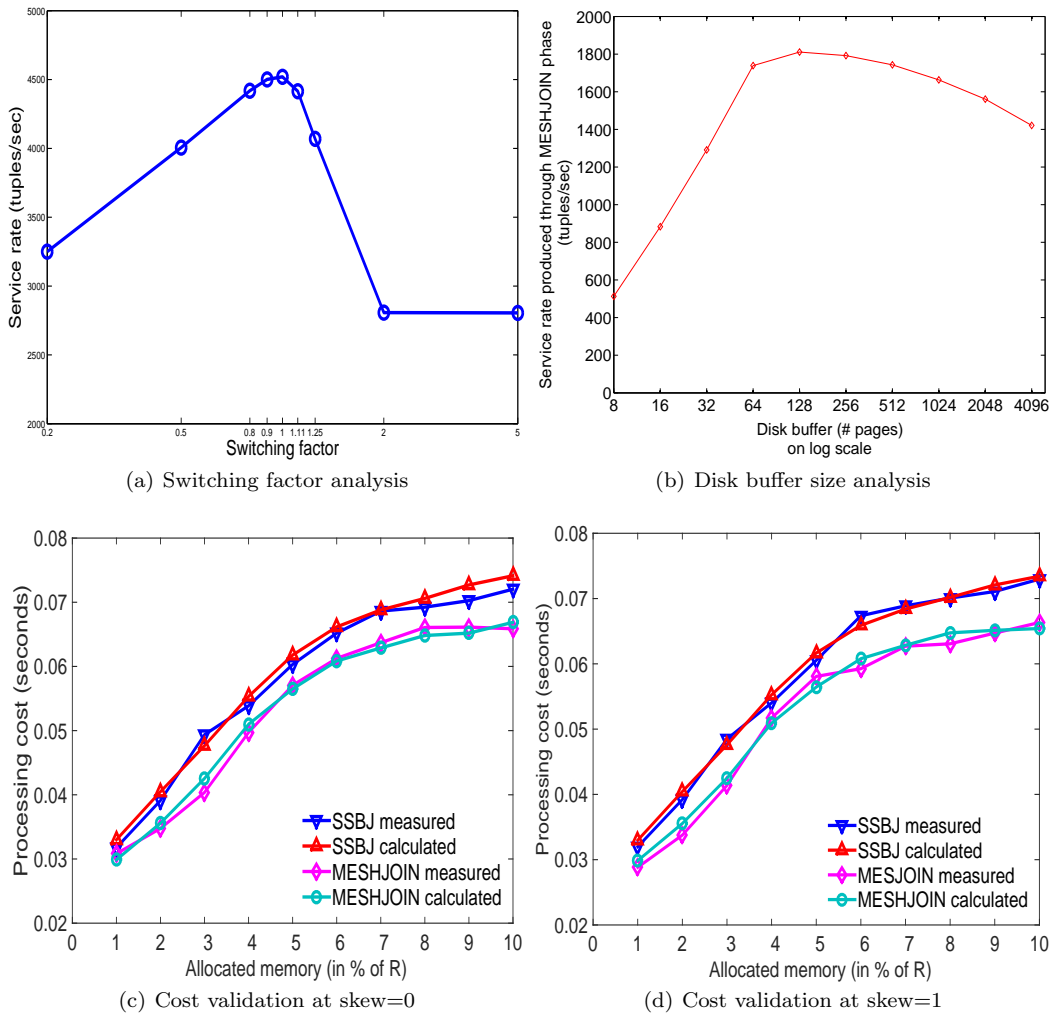 5000
4500
4000
3500
3000
2500
2000
Service rate (tuples/sec)
0.2 0.5 0.8 0.9 1 1.11 1.25 2 5
Switching factor
(a) Switching factor analysis
2000
1800
1600
1400
1200
1000
800
600
400
200
0
Service rate produced through MESHJOIN phase
(tuples/sec)
8 16 32 64 128 256 512 1024 2048 4096
Disk buffer (# pages)
on log scale
(b) Disk buffer size analysis
0.08
0.07
0.06
0.05
0.04
0.03
0.02
Processing cost (seconds)
SSBJ measured
SSBJ calculated
MESHJOIN measured
MESHJOIN calculated
0 1 2 3 4 5 6 7 8 9 10
Allocated memory (in % of R)
(c) Cost validation at skew=0
0.08
0.07
0.06
0.05
0.04
0.03
0.02
Processing cost (seconds)
SSBJ measured
SSBJ calculated
MESJOIN measured
MESHJOIN calculated
0 1 2 3 4 5 6 7 8 9 10
Allocated memory (in % of R)
(d) Cost validation at skew=1